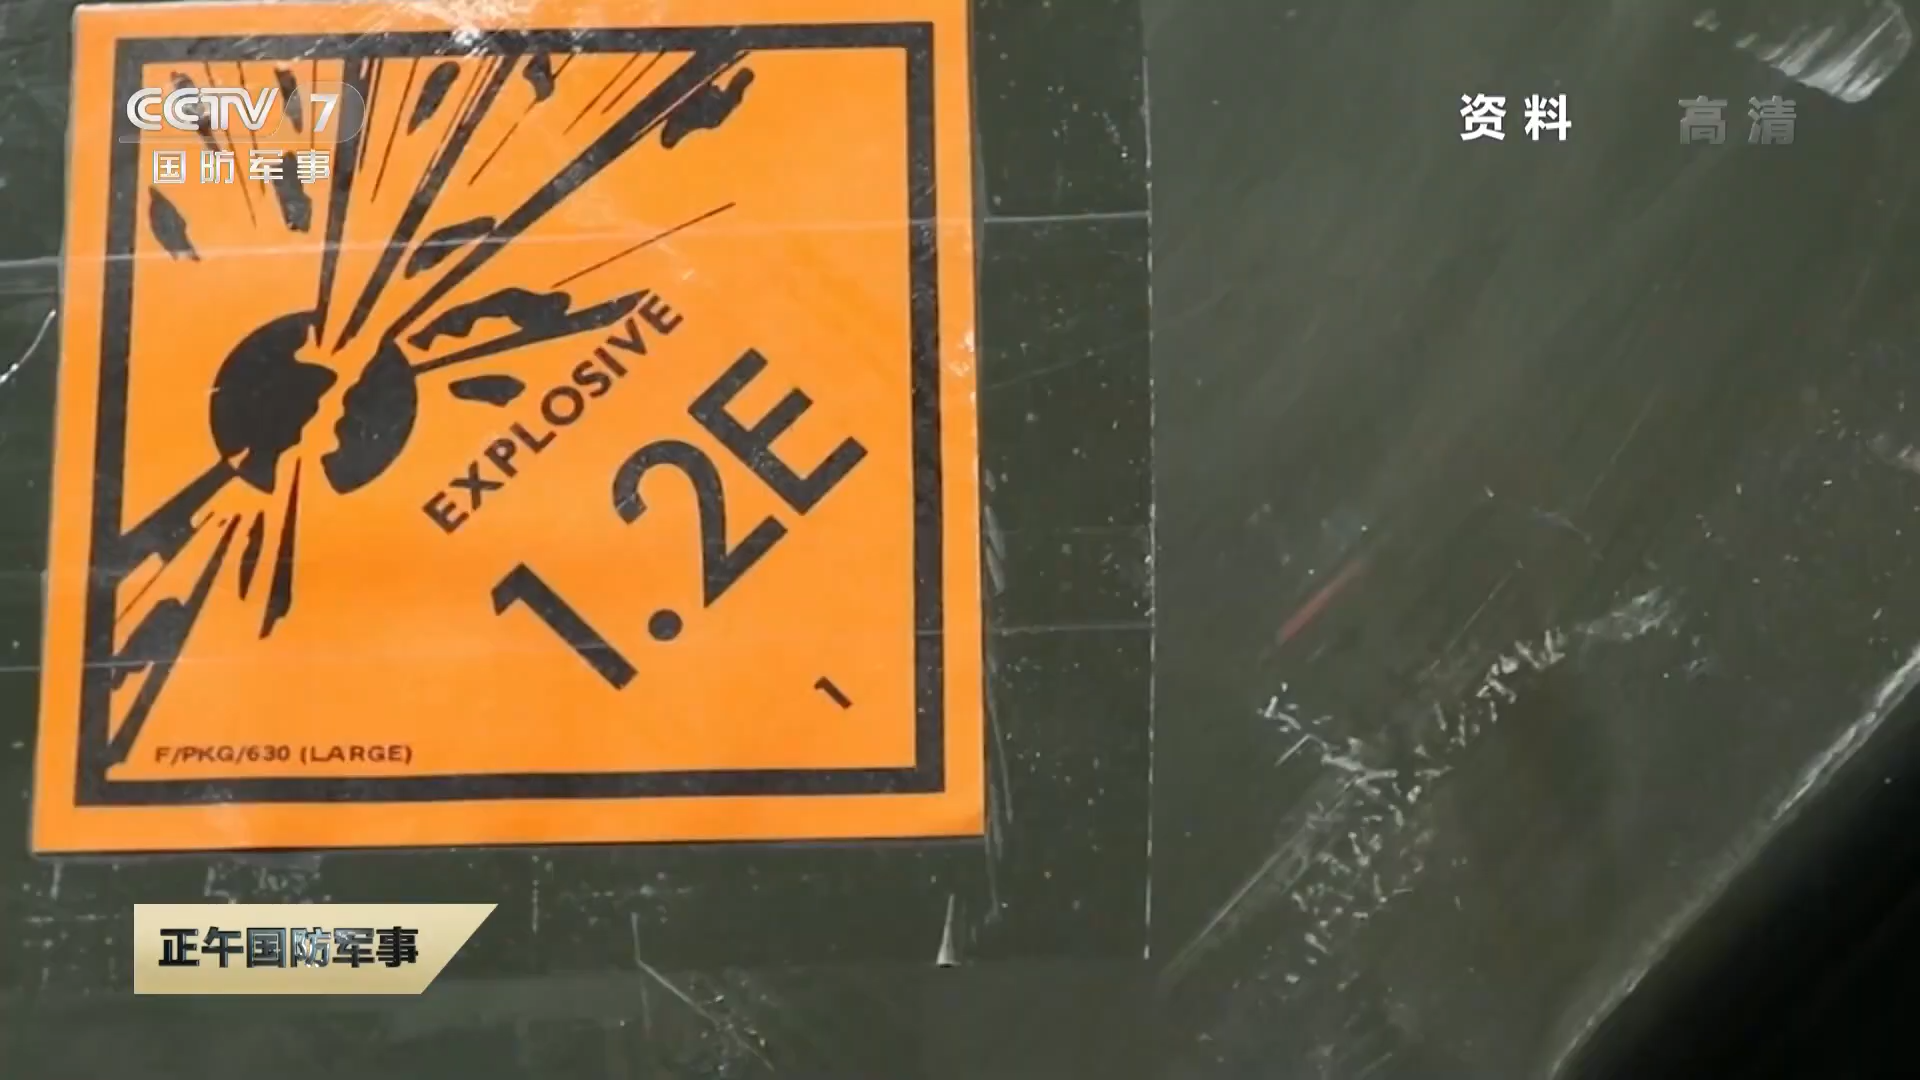 CCTV 7
国防军事
资料
高清
EXPLOSIVE
1.2E
1
F/PKG/630 (LARGE)
正午国防军事